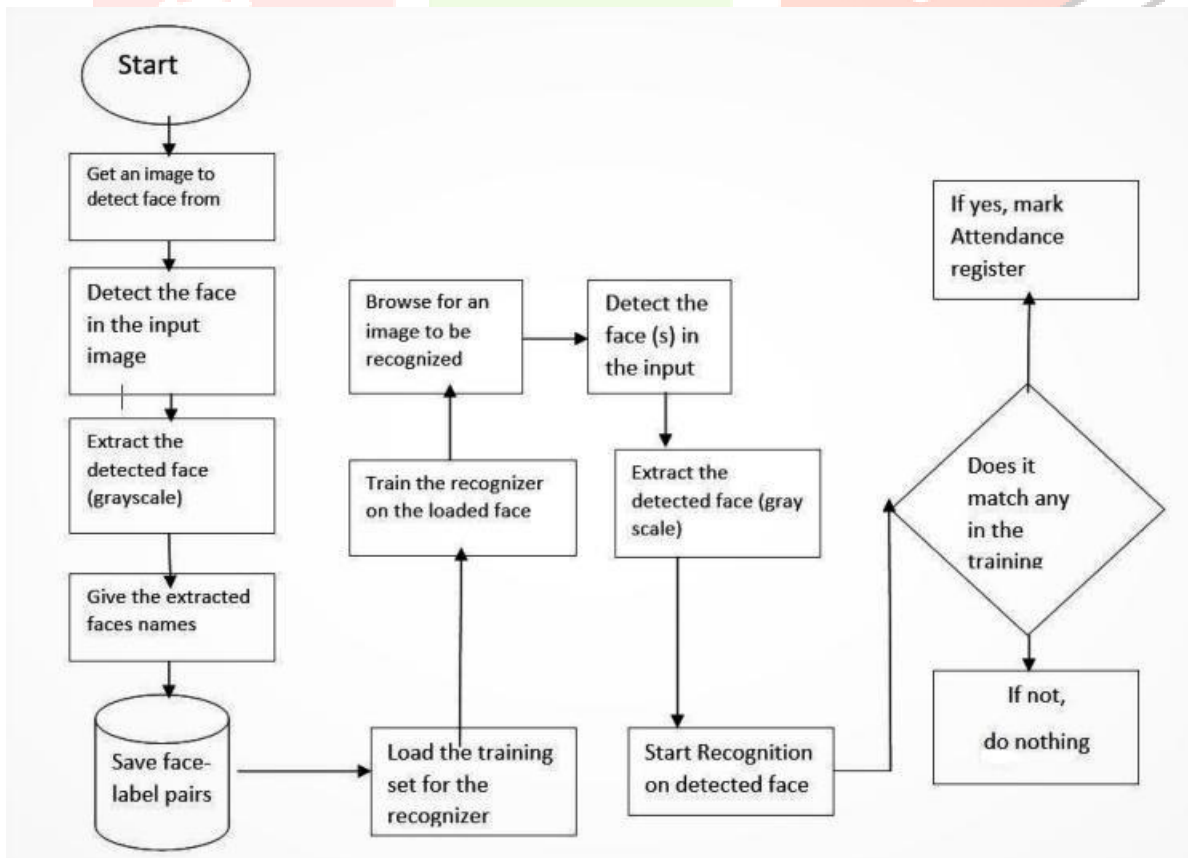 Start
Get an image to
detect face from
Detect the face
in the input
image
Extract the
detected face
(grayscale)
Give the extracted
faces names
Save face-
label pairs
Load the training
set for the
recognizer
Train the recognizer
on the loaded face
Browse for an
image to be
recognized
Detect the
face (s) in
the input
Extract the
detected face (gray
scale)
Start Recognition
on detected face
Does it
match any
in the
training
If yes, mark
Attendance
register
If not,
do nothing